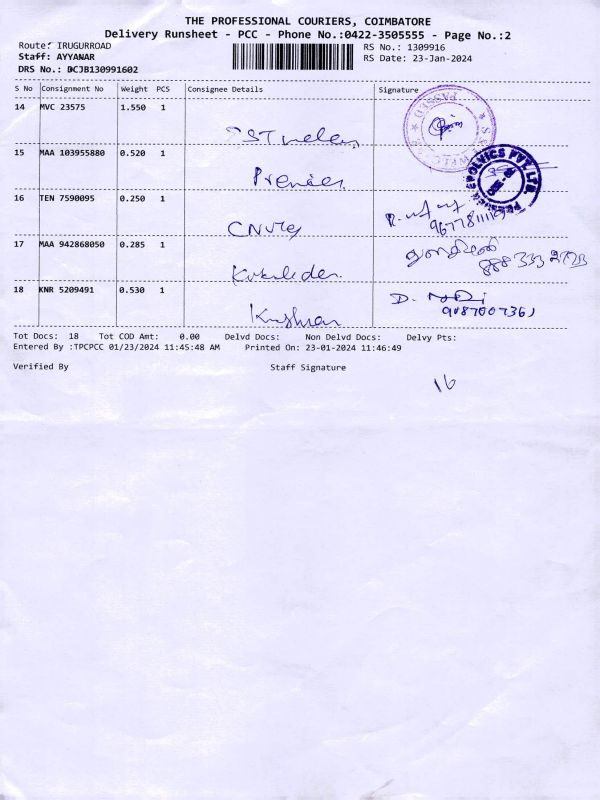 THE PROFESSIONAL COURIERS, COIMBATORE
Delivery Runsheet - PCC - Phone No.:0422-3505555 - Page No.:2
Route: IRUGURROAD
RS No.: 1309916
Staff: AYYANAR
RS Date: 23-Jan-2024
DRS No.: DCJB130991602
S No Consignment No Weight PCS Consignee Details Signature
14 MVC 23575 1.550 1
PASSED
15 MAA 103955880 0.520 1
Premier
PVT. LTD.
16 TEN 7590095 0.250 1
17 MAA 942868050 0.285 1
18 KNR 5209491 0.530 1
D.
9087007361
Tot Docs: 18 Tot COD Amt: 0.00 Delvd Docs: Non Delvd Docs: Delvy Pts:
Entered By :TPCPCC 01/23/2024 11:45:48 AM Printed On: 23-01-2024 11:46:49
Verified By Staff Signature
16